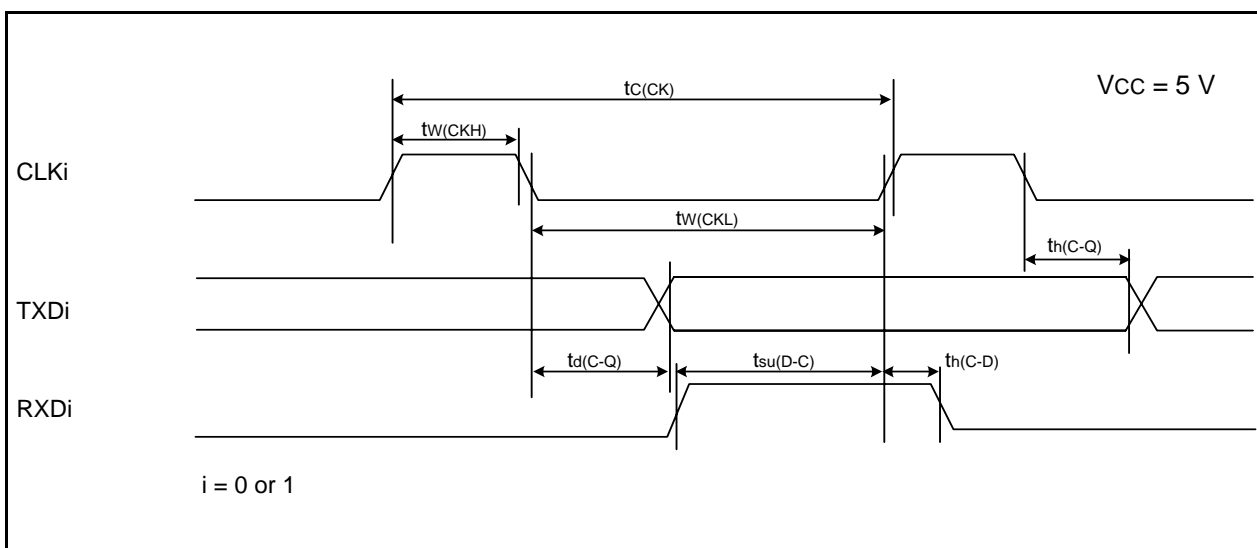 tC(CK)
VCC = 5 V
tW(CKH)
CLKi
tW(CKL)
th(C-Q)
TXDi
td(C-Q)
tsu(D-C)
th(C-D)
RXDi
i = 0 or 1